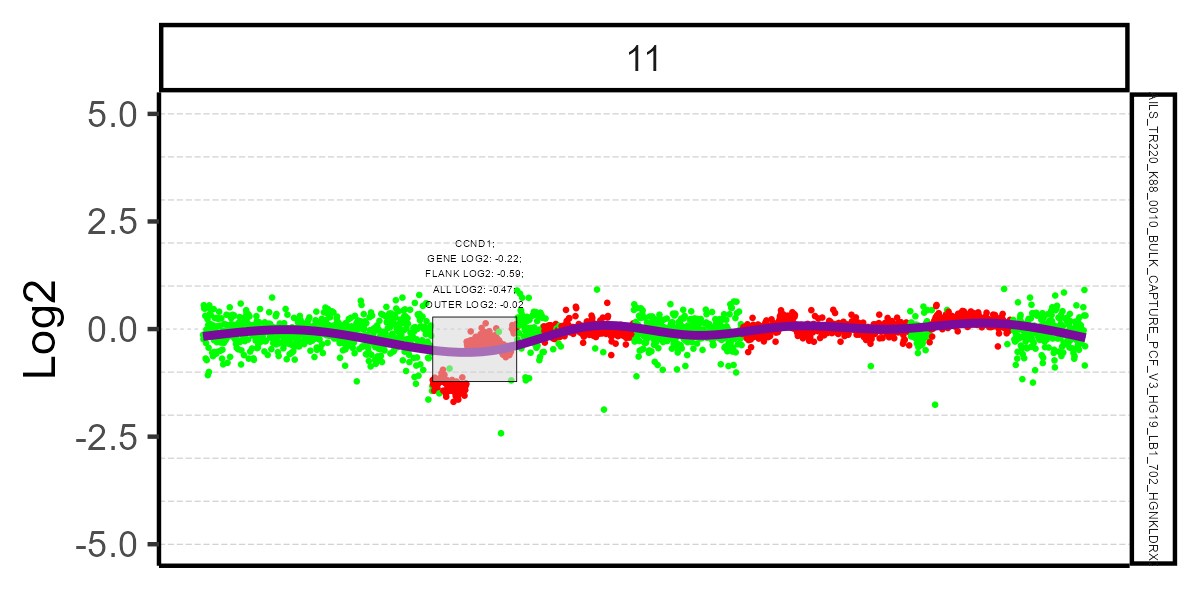 11
5.0
2.5
0.0
-2.5
-5.0
Log2
CCND1;
GENE LOG2: -0.22;
FLANK LOG2: -0.59;
ALL LOG2: -0.47;
OUTER LOG2: -0.02
AILS_TR220_K88_0010_BULK_CAPTURE_PCF_V3_HG19_LB1_702_HGNKLDRX